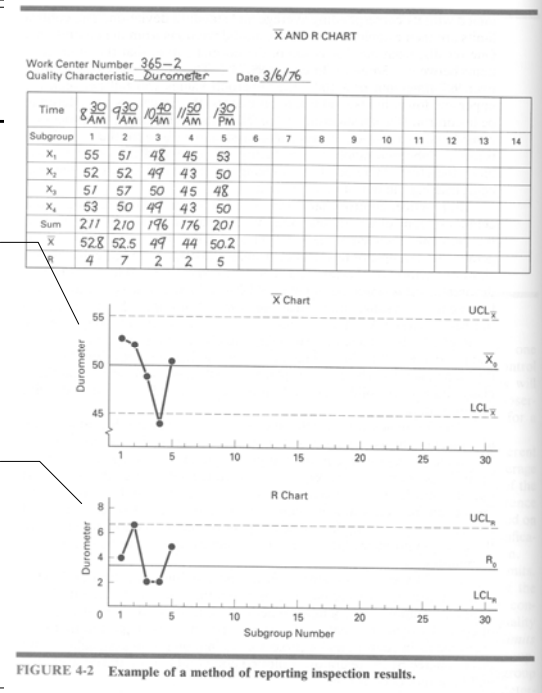 X̄ AND R CHART
Work Center Number 365-2
Quality Characteristic Durometer Date 3/6/76
Time 8 30 AM 9 30 AM 10 40 AM 11 50 AM 1 30 PM
Subgroup 1 2 3 4 5 6 7 8 9 10 11 12 13 14
X₁ 55 51 48 45 53
X₂ 52 52 49 43 50
X₃ 51 57 50 45 48
X₄ 53 50 49 43 50
Sum 211 210 196 176 201
X̄ 52.8 52.5 49 44 50.2
R 4 7 2 2 5
X̄ Chart
UCL X̄
55
50
X̄₀
45
LCL X̄
Durometer
1 5 10 15 20 25 30
R Chart
8
UCL R
6
4
R₀
2
LCL R
Durometer
0 1 5 10 15 20 25 30
Subgroup Number
FIGURE 4-2 Example of a method of reporting inspection results.